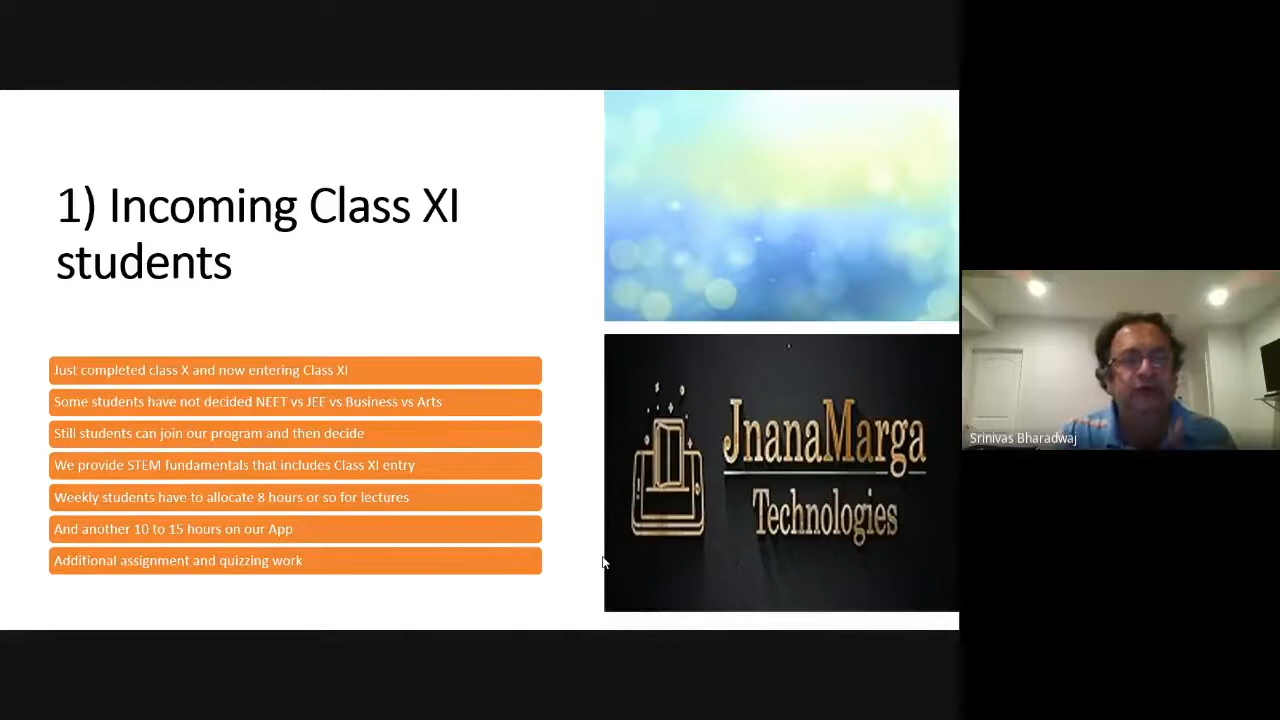 1) Incoming Class XI
students
Just completed class X and now entering Class XI
Some students have not decided NEET vs JEE vs Business vs Arts
Still students can join our program and then decide
We provide STEM fundamentals that includes Class XI entry
Weekly students have to allocate 8 hours or so for lectures
And another 10 to 15 hours on our App
Additional assignment and quizzing work
JnanaMarga
Technologies
Srinivas Bharadwaj